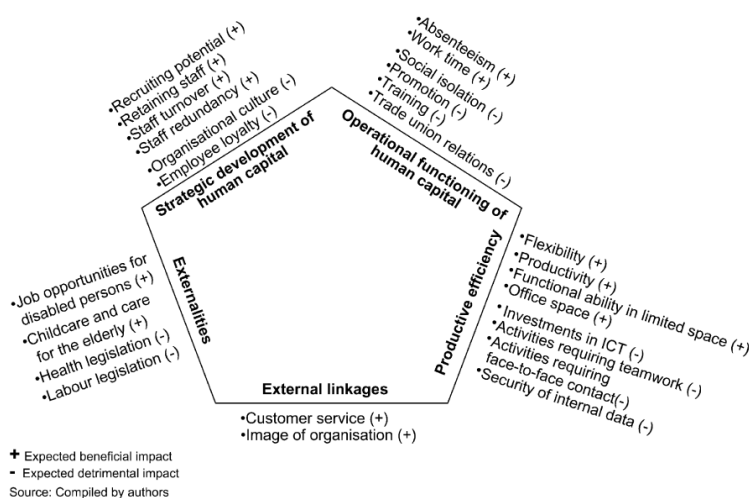 •Recruiting potential (+)
•Retaining staff (+)
•Staff turnover (+)
•Staff redundancy (+)
•Organisational culture (-)
•Employee loyalty (-)
Strategic development of
human capital
•Absenteeism (+)
•Work time (+)
•Social isolation (-)
•Promotion (-)
•Training (-)
•Trade union relations (-)
Operational functioning of
human capital
•Flexibility (+)
•Productivity (+)
•Functional ability in limited space (+)
•Office space (+)
•Investments in ICT (-)
•Activities requiring teamwork (-)
•Activities requiring
face-to-face contact(-)
•Security of internal data (-)
Productive efficiency
•Job opportunities for
disabled persons (+)
•Childcare and care
for the elderly (+)
•Health legislation (-)
•Labour legislation (-)
Externalities
External linkages
•Customer service (+)
•Image of organisation (+)
+ Expected beneficial impact
- Expected detrimental impact
Source: Compiled by authors